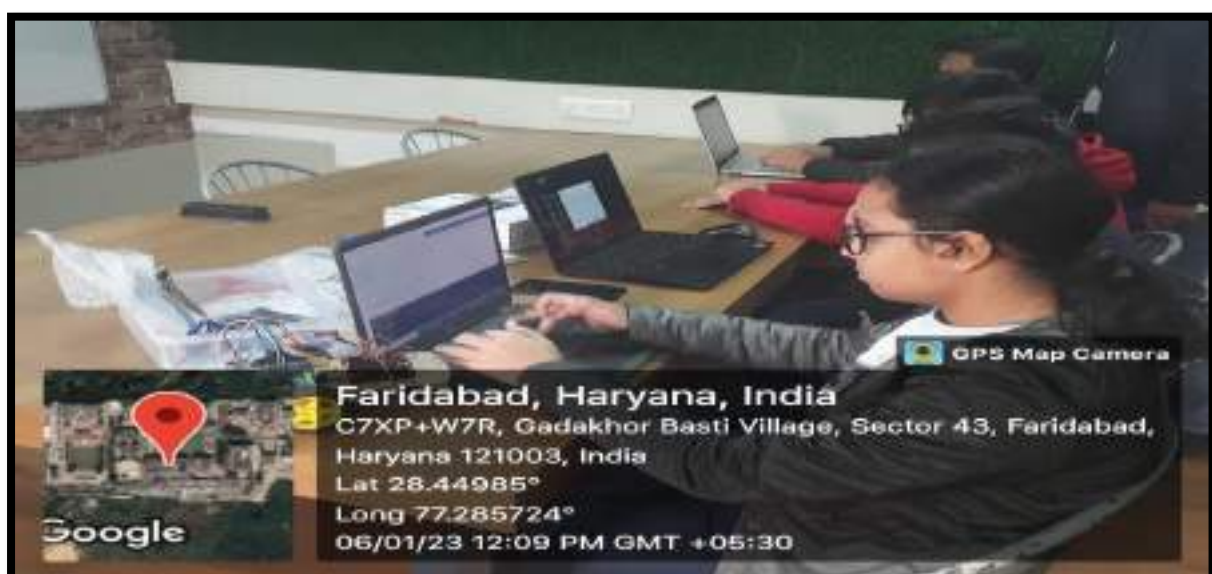 GPS Map Camera
Faridabad, Haryana, India
C7XP+W7R, Gadakhor Basti Village, Sector 43, Faridabad,
Haryana 121003, India
Lat 28.44985°
Long 77.285724°
06/01/23 12:09 PM GMT +05:30
Google